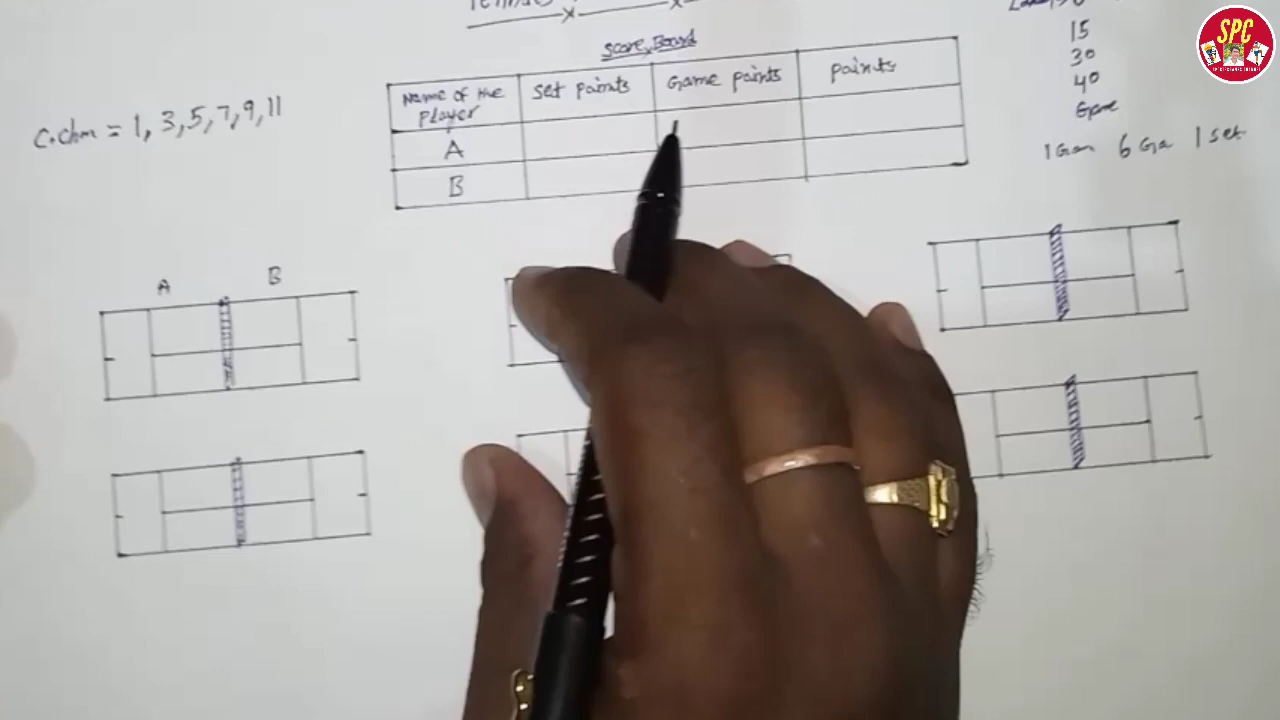 Score Board
Name of the player
Set points
Game points
points
A
B
C.chm = 1, 3, 5, 7, 9, 11
15
30
40
Game
1 Gam 6 Ga 1 set
A
B
SPC